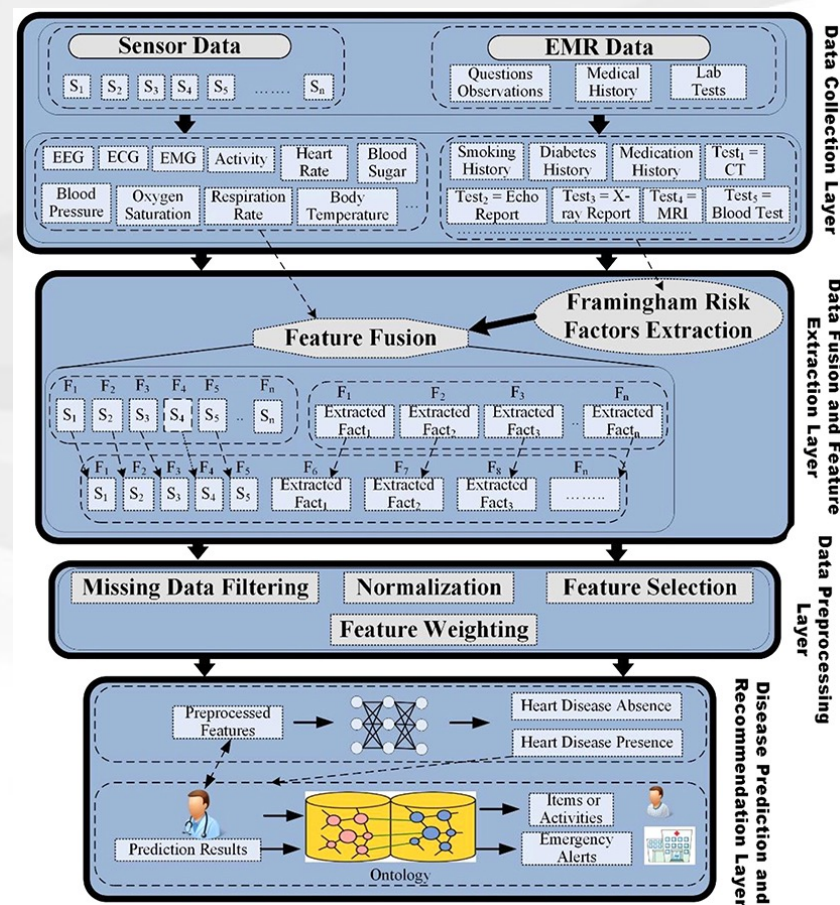 Sensor Data
EMR Data
S₁ S₂ S₃ S₄ S₅ ....... Sₙ
Questions
Observations
Medical
History
Lab
Tests
EEG ECG EMG Activity
Heart
Rate
Blood
Sugar
Blood
Pressure
Oxygen
Saturation
Respiration
Rate
Body
Temperature
...
Smoking
History
Diabetes
History
Medication
History
Test₁ =
CT
Test₂ = Echo
Report
Test₃ = X-
ray Report
Test₄ =
MRI
Test₅ =
Blood Test
Data Collection Layer
Framingham Risk
Factors Extraction
Feature Fusion
F₁ F₂ F₃ F₄ F₅ Fₙ
S₁ S₂ S₃ S₄ S₅ .. Sₙ
F₁ F₂ F₃ Fₙ
Extracted
Fact₁
Extracted
Fact₂
Extracted
Fact₃
..
Extracted
Factₙ
F₁ F₂ F₃ F₄ F₅ F₆ F₇ F₈ Fₙ
S₁ S₂ S₃ S₄ S₅
Extracted
Fact₁
Extracted
Fact₂
Extracted
Fact₃
........
Data Fusion and Feature
Extraction Layer
Missing Data Filtering
Normalization
Feature Selection
Feature Weighting
Data Preprocessing
Layer
Preprocessed
Features
Heart Disease Absence
Heart Disease Presence
Prediction Results
Ontology
Items or
Activities
Emergency
Alerts
Disease Prediction and
Recommendation Layer